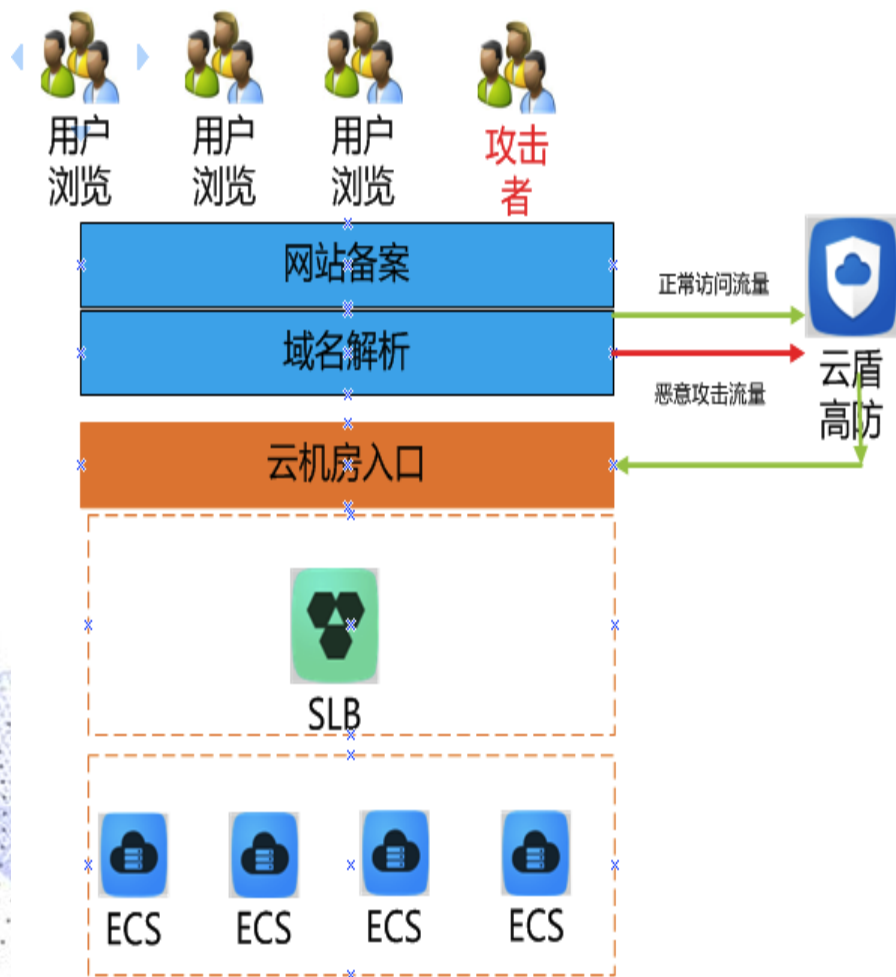 用户
浏览
用户
浏览
用户
浏览
攻击
者
网站备案
正常访问流量
域名解析
恶意攻击流量
云盾
高防
云机房入口
SLB
ECS
ECS
ECS
ECS